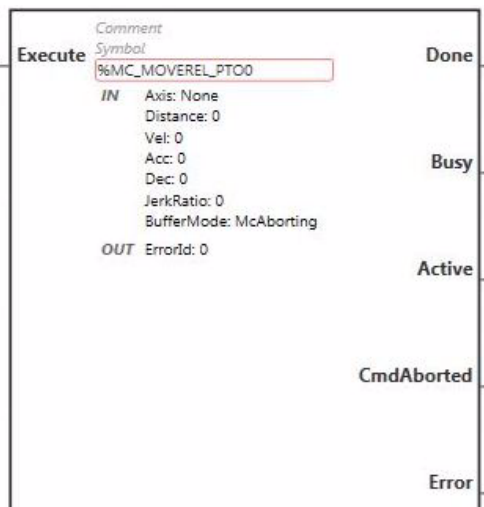 Comment
Execute Symbol Done
%MC_MOVEREL_PTO0
IN Axis: None
Distance: 0
Vel: 0
Acc: 0
Dec: 0
JerkRatio: 0
BufferMode: McAborting
OUT ErrorId: 0
Busy
Active
CmdAborted
Error